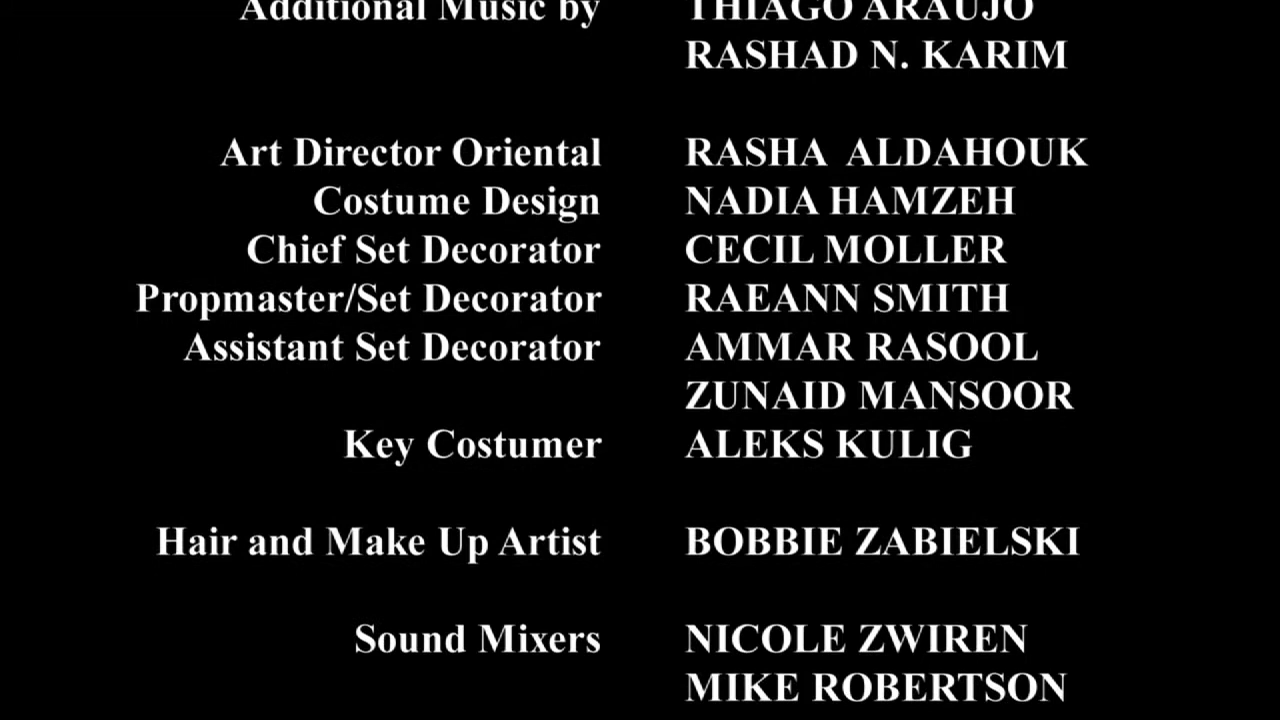 Additional Music by THIAGO ARAUJO
RASHAD N. KARIM
Art Director Oriental RASHA ALDAHOUK
Costume Design NADIA HAMZEH
Chief Set Decorator CECIL MOLLER
Propmaster/Set Decorator RAEANN SMITH
Assistant Set Decorator AMMAR RASOOL
ZUNAID MANSOOR
Key Costumer ALEKS KULIG
Hair and Make Up Artist BOBBIE ZABIELSKI
Sound Mixers NICOLE ZWIREN
MIKE ROBERTSON